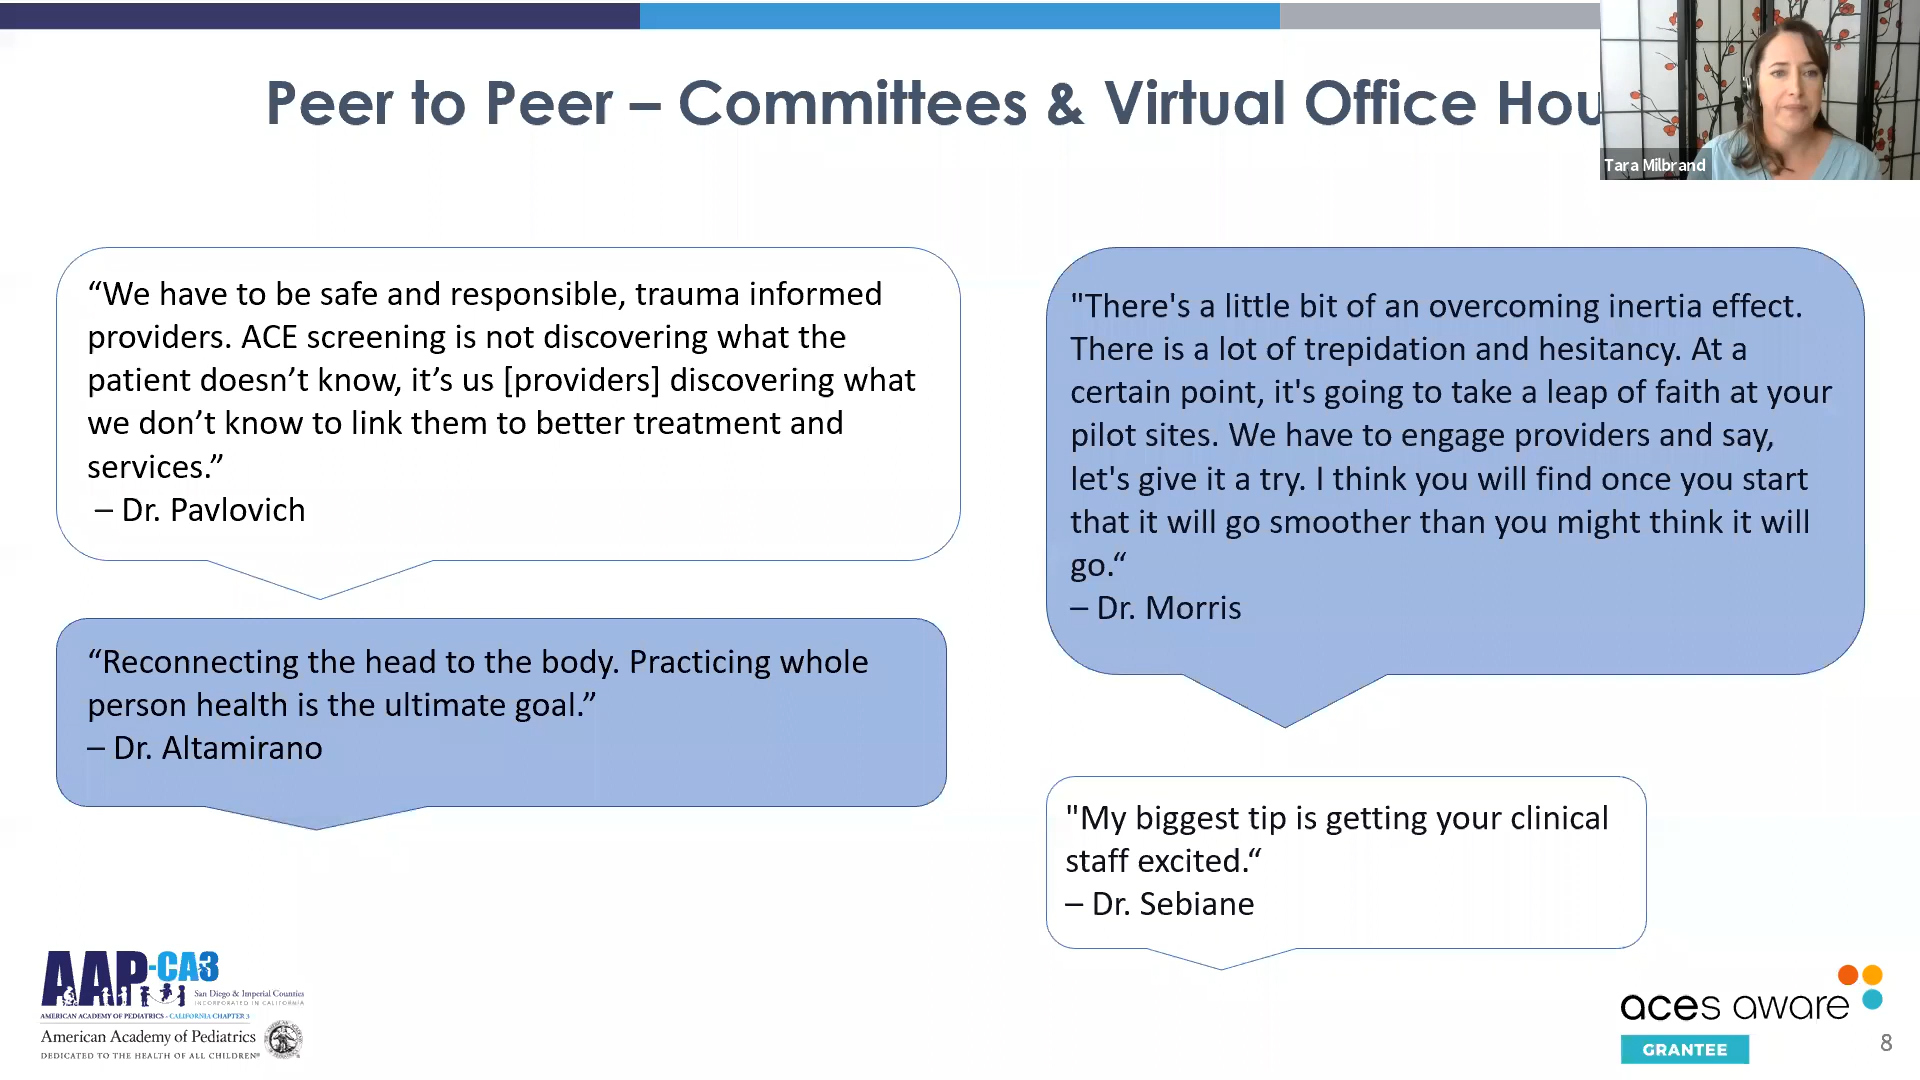 Peer to Peer – Committees & Virtual Office Hou
Tara Milbrand
“We have to be safe and responsible, trauma informed
providers. ACE screening is not discovering what the
patient doesn’t know, it’s us [providers] discovering what
we don’t know to link them to better treatment and
services.”
– Dr. Pavlovich
“Reconnecting the head to the body. Practicing whole
person health is the ultimate goal.”
– Dr. Altamirano
"There's a little bit of an overcoming inertia effect.
There is a lot of trepidation and hesitancy. At a
certain point, it's going to take a leap of faith at your
pilot sites. We have to engage providers and say,
let's give it a try. I think you will find once you start
that it will go smoother than you might think it will
go.“
– Dr. Morris
"My biggest tip is getting your clinical
staff excited.“
– Dr. Sebiane
AAP-CA3
San Diego & Imperial Counties
INCORPORATED IN CALIFORNIA
AMERICAN ACADEMY OF PEDIATRICS - CALIFORNIA CHAPTER 3
American Academy of Pediatrics
DEDICATED TO THE HEALTH OF ALL CHILDREN®
aces aware
GRANTEE
8